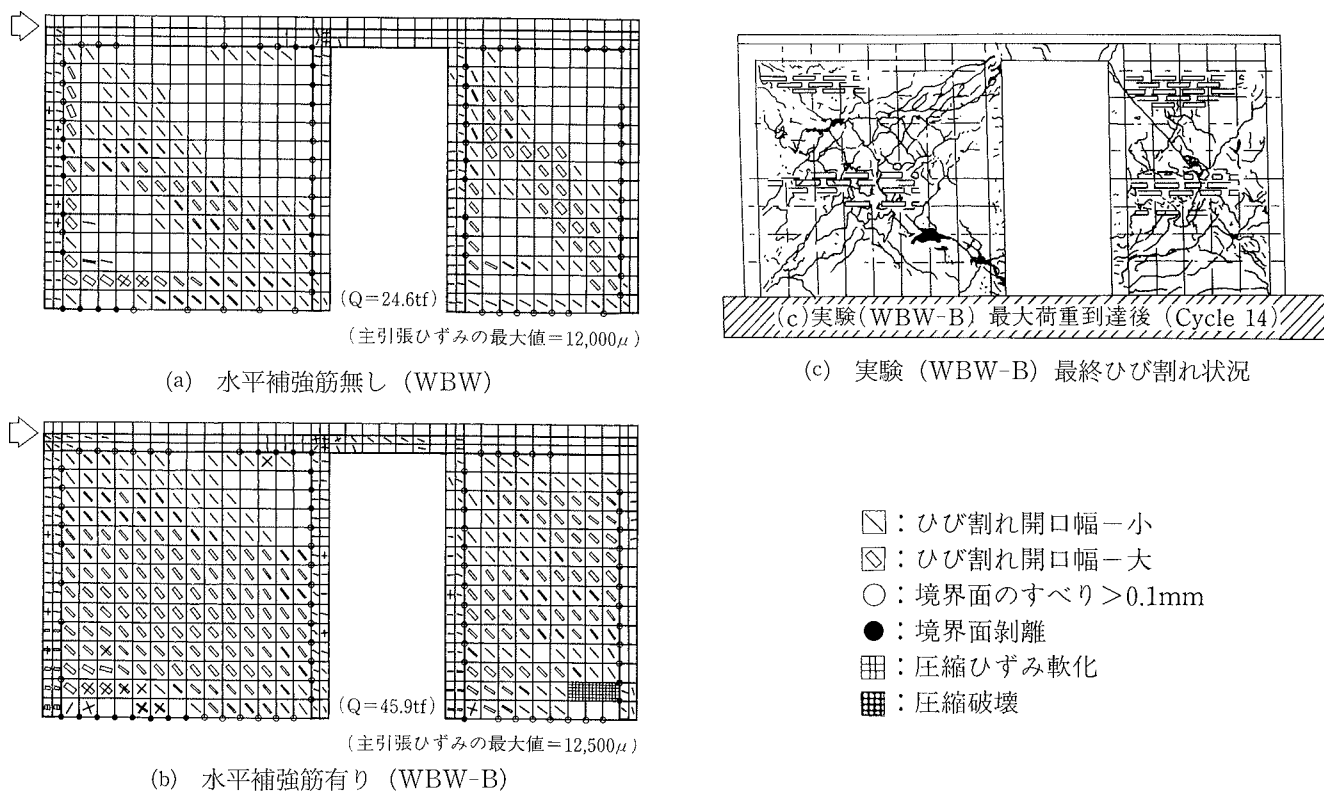 (Q=24.6tf)
(主引張ひずみの最大値=12,000μ)
(a) 水平補強筋無し (WBW)
(Q=45.9tf)
(主引張ひずみの最大値=12,500μ)
(b) 水平補強筋有り (WBW-B)
(c)実験(WBW-B) 最大荷重到達後 (Cycle 14)
(c) 実験 (WBW-B) 最終ひび割れ状況
:ひび割れ開口幅-小
:ひび割れ開口幅-大
:境界面のすべり>0.1mm
:境界面剥離
:圧縮ひずみ軟化
:圧縮破壊